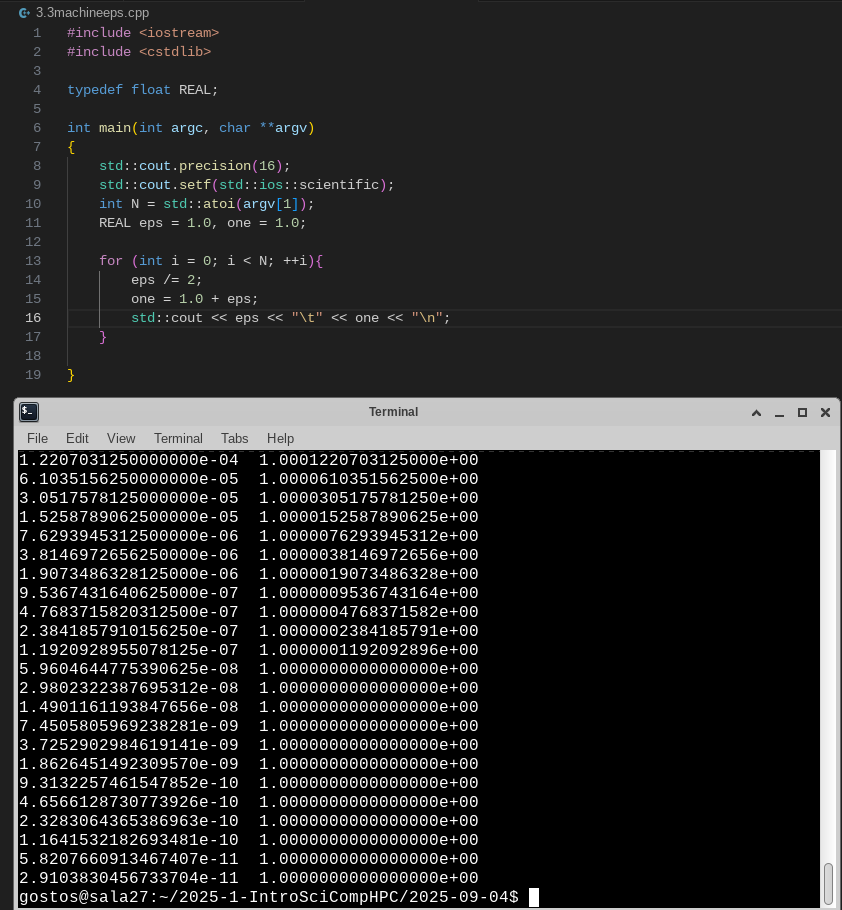 3.3machineeps.cpp
1 #include <iostream>
2 #include <cstdlib>
3
4 typedef float REAL;
5
6 int main(int argc, char **argv)
7 {
8     std::cout.precision(16);
9     std::cout.setf(std::ios::scientific);
10     int N = std::atoi(argv[1]);
11     REAL eps = 1.0, one = 1.0;
12
13     for (int i = 0; i < N; ++i){
14         eps /= 2;
15         one = 1.0 + eps;
16         std::cout << eps << "\t" << one << "\n";
17     }
18
19 }
$_ Terminal
File Edit View Terminal Tabs Help
1.2207031250000000e-04  1.0001220703125000e+00
6.1035156250000000e-05  1.0000610351562500e+00
3.0517578125000000e-05  1.0000305175781250e+00
1.5258789062500000e-05  1.0000152587890625e+00
7.6293945312500000e-06  1.0000076293945312e+00
3.8146972656250000e-06  1.0000038146972656e+00
1.9073486328125000e-06  1.0000019073486328e+00
9.5367431640625000e-07  1.0000009536743164e+00
4.7683715820312500e-07  1.0000004768371582e+00
2.3841857910156250e-07  1.0000002384185791e+00
1.1920928955078125e-07  1.0000001192092896e+00
5.9604644775390625e-08  1.0000000000000000e+00
2.9802322387695312e-08  1.0000000000000000e+00
1.4901161193847656e-08  1.0000000000000000e+00
7.4505805969238281e-09  1.0000000000000000e+00
3.7252902984619141e-09  1.0000000000000000e+00
1.8626451492309570e-09  1.0000000000000000e+00
9.3132257461547852e-10  1.0000000000000000e+00
4.6566128730773926e-10  1.0000000000000000e+00
2.3283064365386963e-10  1.0000000000000000e+00
1.1641532182693481e-10  1.0000000000000000e+00
5.8207660913467407e-11  1.0000000000000000e+00
2.9103830456733704e-11  1.0000000000000000e+00
gostos@sala27:~/2025-1-IntroSciCompHPC/2025-09-04$